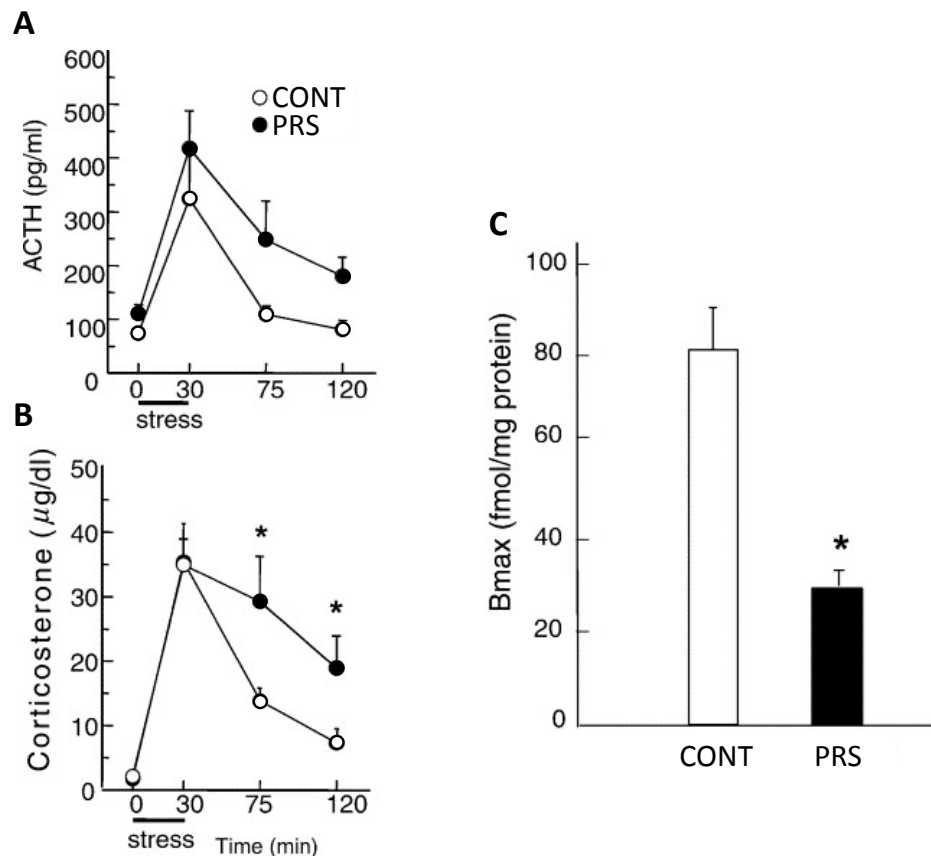 A
600
500
400
300
200
100
0
ACTH (pg/ml)
CONT
PRS
0 30 75 120
stress
B
50
40
30
20
10
0
Corticosterone (µg/dl)
*
*
0 30 75 120
stress Time (min)
C
100
80
60
40
20
0
Bmax (fmol/mg protein)
*
CONT PRS